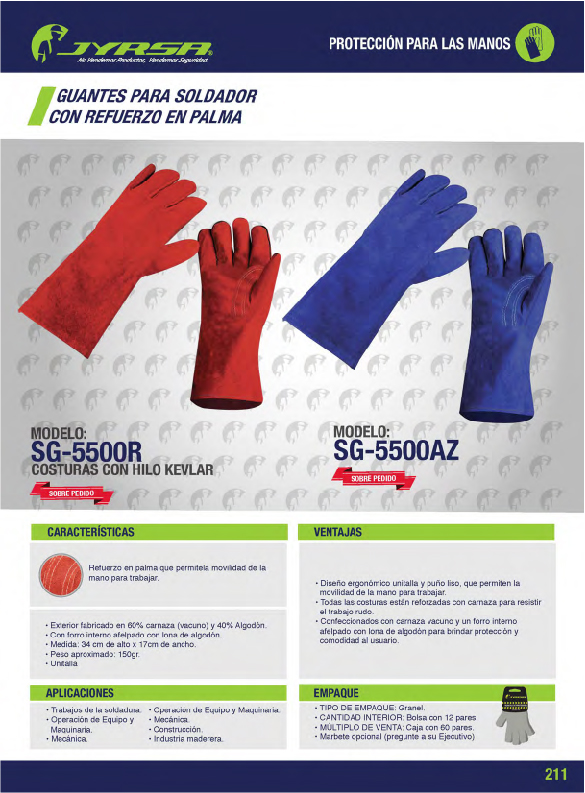 JYRSA®
No Vendemos Productos, Vendemos Seguridad
PROTECCIÓN PARA LAS MANOS
GUANTES PARA SOLDADOR
CON REFUERZO EN PALMA
MODELO:
SG-5500R
COSTURAS CON HILO KEVLAR
SOBRE PEDIDO
MODELO:
SG-5500AZ
SOBRE PEDIDO
CARACTERÍSTICAS
Refuerzo en palma que permitela movilidad de la
mano para trabajar.
• Exterior fabricado en 60% carnaza (vacuno) y 40% Algodón.
• Con forro interno afelpado con lona de algodón.
• Medida: 34 cm de alto x 17cm de ancho.
• Peso aproximado: 150gr.
• Unitalla
VENTAJAS
• Diseño ergonómico unitalla y puño liso, que permiten la
movilidad de la mano para trabajar.
• Todas las costuras están reforzadas con carnaza para resistir
el trabajo rudo.
• Confeccionados con carnaza vacuno y un forro interno
afelpado con lona de algodón para brindar protección y
comodidad al usuario.
APLICACIONES
• Trabajos de la soldadura.
• Operación de Equipo y
Maquinaria.
• Mecánica.
• Operación de Equipo y Maquinaria.
• Mecánica.
• Construcción.
• Industria maderera.
EMPAQUE
• TIPO DE EMPAQUE: Granel.
• CANTIDAD INTERIOR: Bolsa con 12 pares
• MÚLTIPLO DE VENTA: Caja con 60 pares.
• Marbete opcional (pregunte a su Ejecutivo)
211